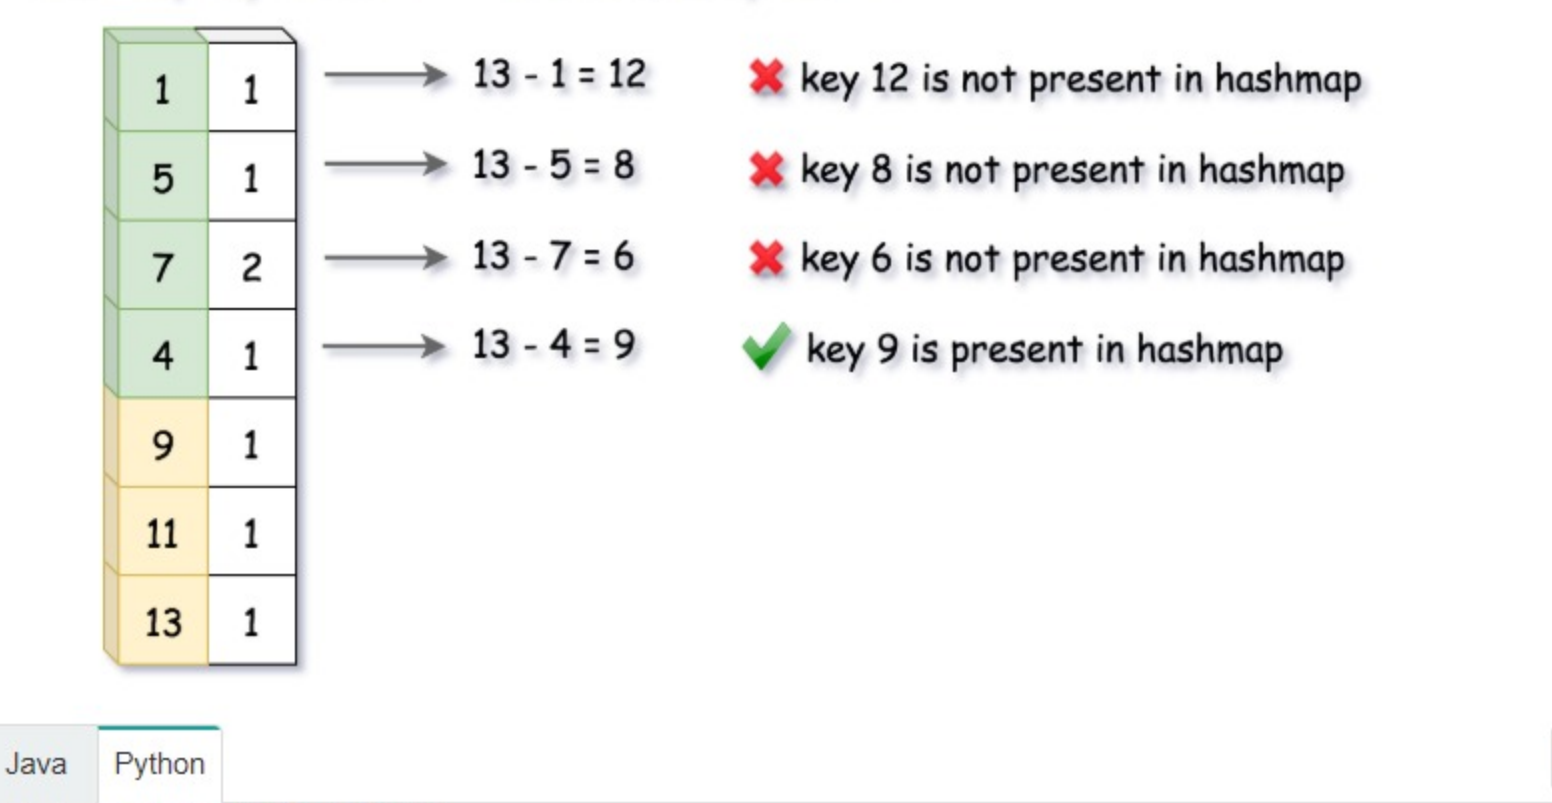 1 1 13 - 1 = 12 key 12 is not present in hashmap
5 1 13 - 5 = 8 key 8 is not present in hashmap
7 2 13 - 7 = 6 key 6 is not present in hashmap
4 1 13 - 4 = 9 key 9 is present in hashmap
9 1
11 1
13 1
Java Python